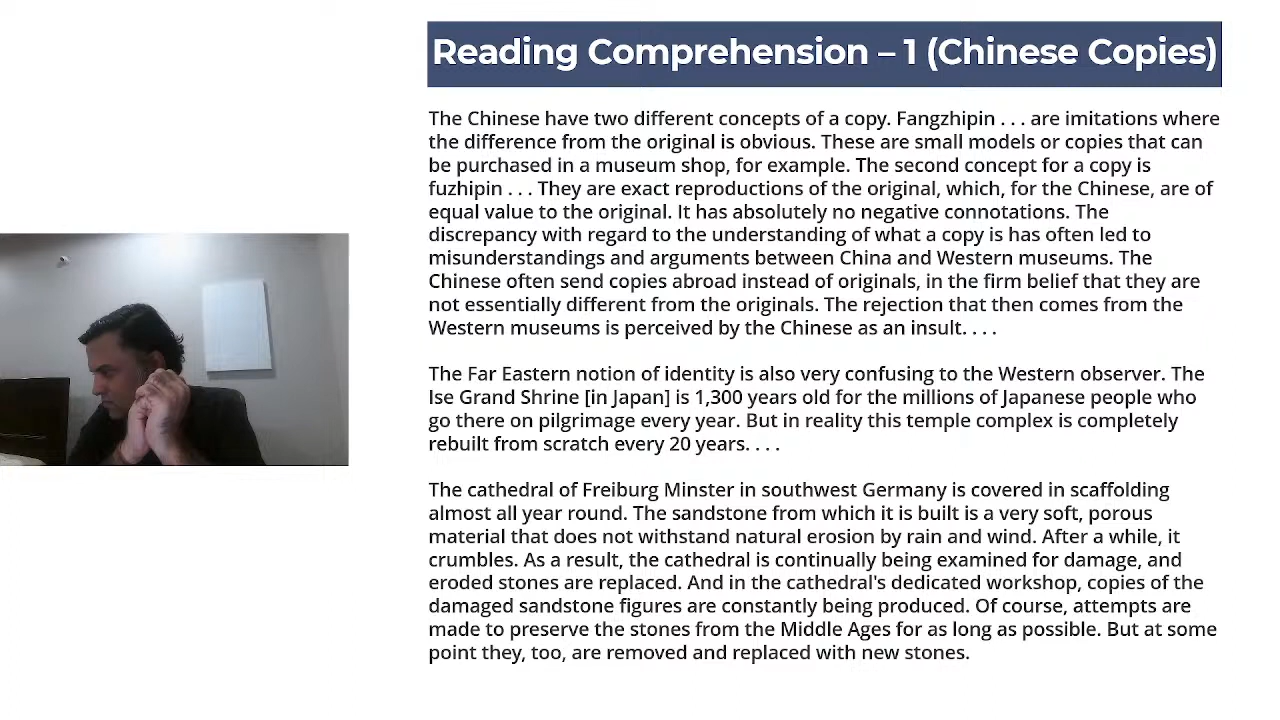 Reading Comprehension – 1 (Chinese Copies)
The Chinese have two different concepts of a copy. Fangzhipin . . . are imitations where
the difference from the original is obvious. These are small models or copies that can
be purchased in a museum shop, for example. The second concept for a copy is
fuzhipin . . . They are exact reproductions of the original, which, for the Chinese, are of
equal value to the original. It has absolutely no negative connotations. The
discrepancy with regard to the understanding of what a copy is has often led to
misunderstandings and arguments between China and Western museums. The
Chinese often send copies abroad instead of originals, in the firm belief that they are
not essentially different from the originals. The rejection that then comes from the
Western museums is perceived by the Chinese as an insult. . . .
The Far Eastern notion of identity is also very confusing to the Western observer. The
Ise Grand Shrine [in Japan] is 1,300 years old for the millions of Japanese people who
go there on pilgrimage every year. But in reality this temple complex is completely
rebuilt from scratch every 20 years. . . .
The cathedral of Freiburg Minster in southwest Germany is covered in scaffolding
almost all year round. The sandstone from which it is built is a very soft, porous
material that does not withstand natural erosion by rain and wind. After a while, it
crumbles. As a result, the cathedral is continually being examined for damage, and
eroded stones are replaced. And in the cathedral's dedicated workshop, copies of the
damaged sandstone figures are constantly being produced. Of course, attempts are
made to preserve the stones from the Middle Ages for as long as possible. But at some
point they, too, are removed and replaced with new stones.